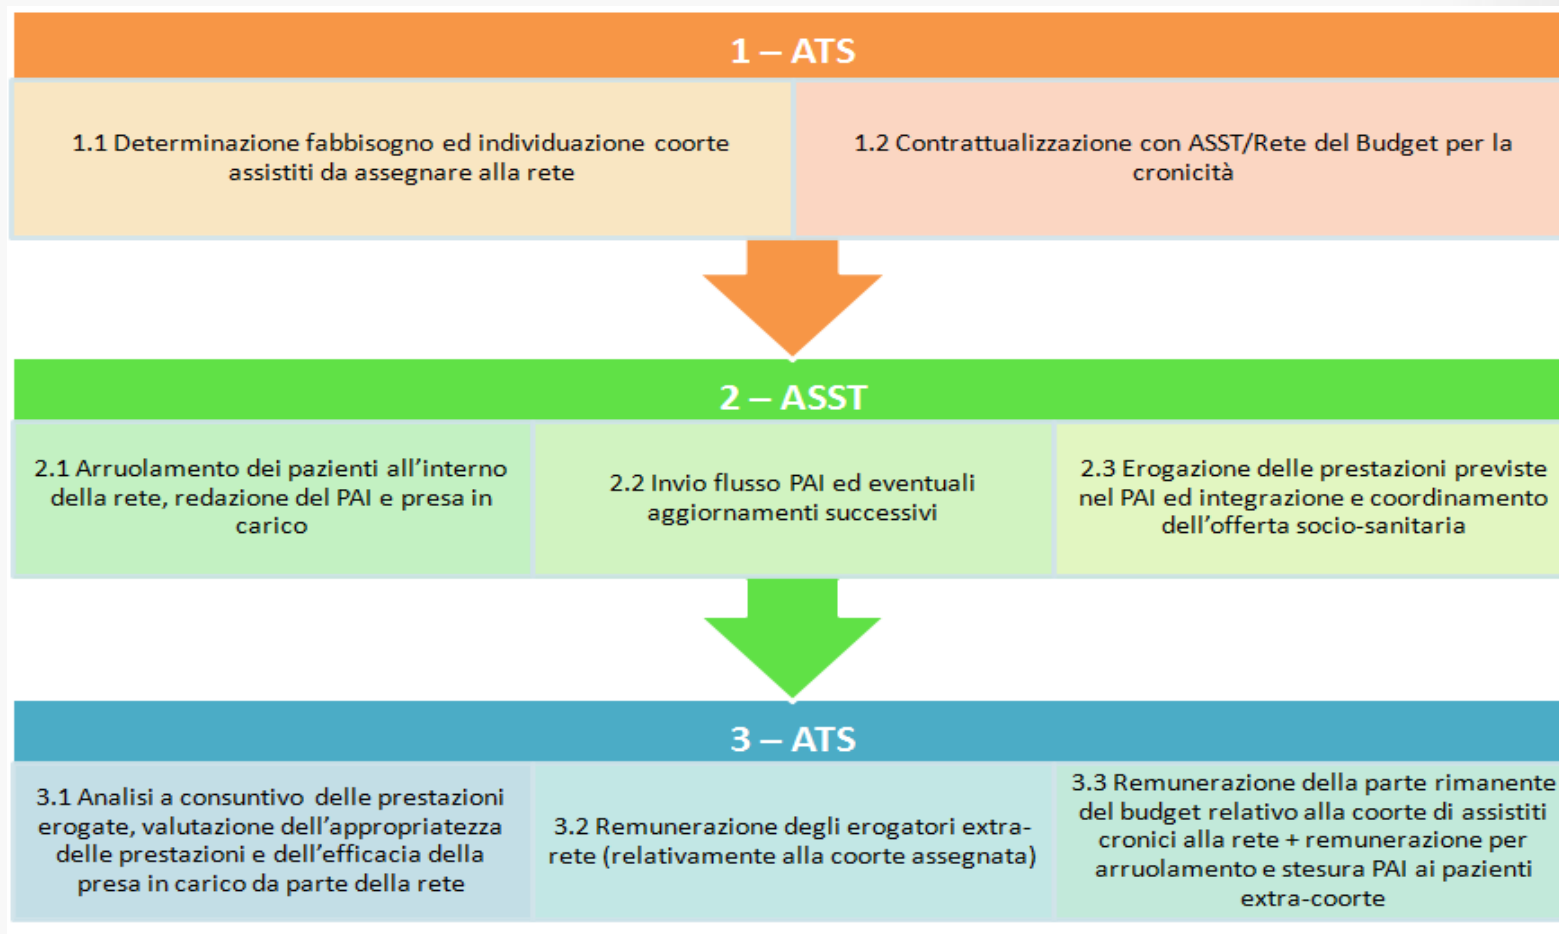 1 – ATS
1.1 Determinazione fabbisogno ed individuazione coorte
assistiti da assegnare alla rete
1.2 Contrattualizzazione con ASST/Rete del Budget per la
cronicità
2 – ASST
2.1 Arruolamento dei pazienti all’interno
della rete, redazione del PAI e presa in
carico
2.2 Invio flusso PAI ed eventuali
aggiornamenti successivi
2.3 Erogazione delle prestazioni previste
nel PAI ed integrazione e coordinamento
dell’offerta socio-sanitaria
3 – ATS
3.1 Analisi a consuntivo delle prestazioni
erogate, valutazione dell’appropriatezza
delle prestazioni e dell’efficacia della
presa in carico da parte della rete
3.2 Remunerazione degli erogatori extra-
rete (relativamente alla coorte assegnata)
3.3 Remunerazione della parte rimanente
del budget relativo alla coorte di assistiti
cronici alla rete + remunerazione per
arruolamento e stesura PAI ai pazienti
extra-coorte